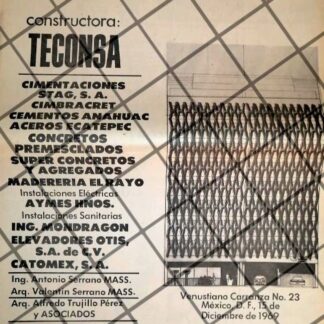 constructora:
TECONSA
CIMENTACIONES
STAG, S. A.
CIMBRACRET
CEMENTOS ANAHUAC
ACEROS ECATEPEC
CONCRETOS
PREMESCLADOS
SUPER CONCRETOS
Y AGREGADOS
MADERERIA EL RAYO
Instalaciones Eléctricas
AYMES HNOS.
Instalaciones Sanitarias
ING. MONDRAGON
ELEVADORES OTIS,
S. A. de C. V.
CATOMEX, S. A.
Ing. Antonio Serrano MASS.
Arq. Valentín Serrano MASS.
Arq. Alfredo Trujillo Pérez
y ASOCIADOS
Venustiano Carranza No. 23
México, D. F., 15 de
Diciembre de 1969